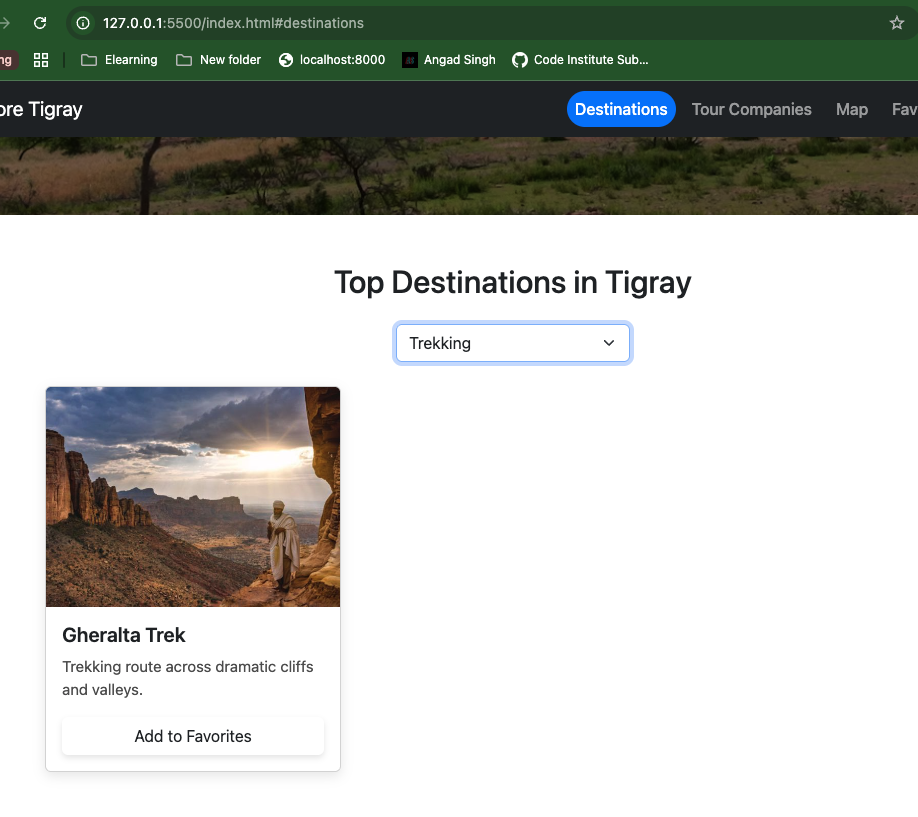 127.0.0.1:5500/index.html#destinations
ng
Elearning
New folder
localhost:8000
Angad Singh
Code Institute Sub...
ore Tigray
Destinations
Tour Companies
Map
Fav
Top Destinations in Tigray
Trekking
Gheralta Trek
Trekking route across dramatic cliffs
and valleys.
Add to Favorites